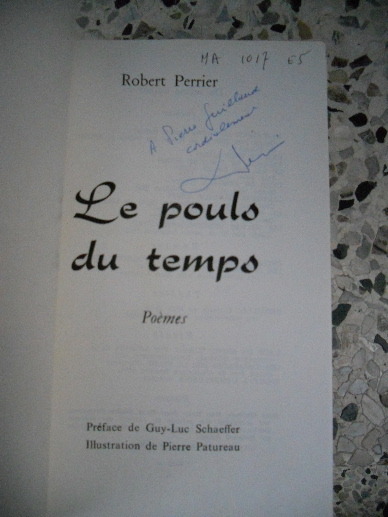 MA 1017 E5
Robert Perrier
A Pierre
cordialement
Le pouls
du temps
Poèmes
Préface de Guy-Luc Schaeffer
Illustration de Pierre Patureau